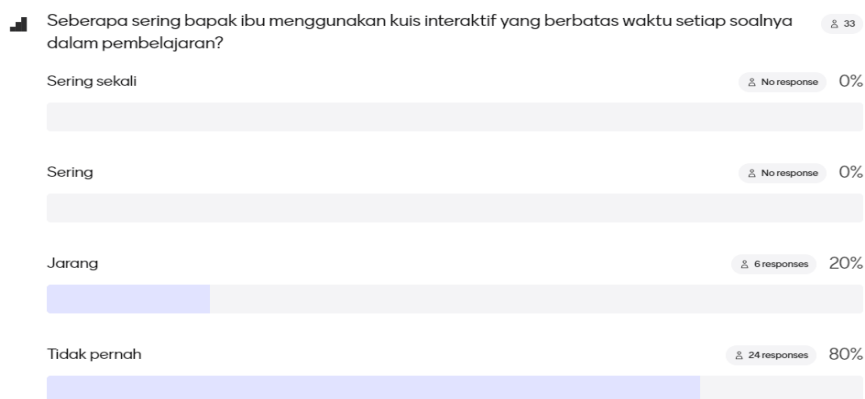 Seberapa sering bapak ibu menggunakan kuis interaktif yang berbatas waktu setiap soalnya
33
dalam pembelajaran?
Sering sekali
No response
0%
Sering
No response
0%
Jarang
6 responses
20%
Tidak pernah
24 responses
80%